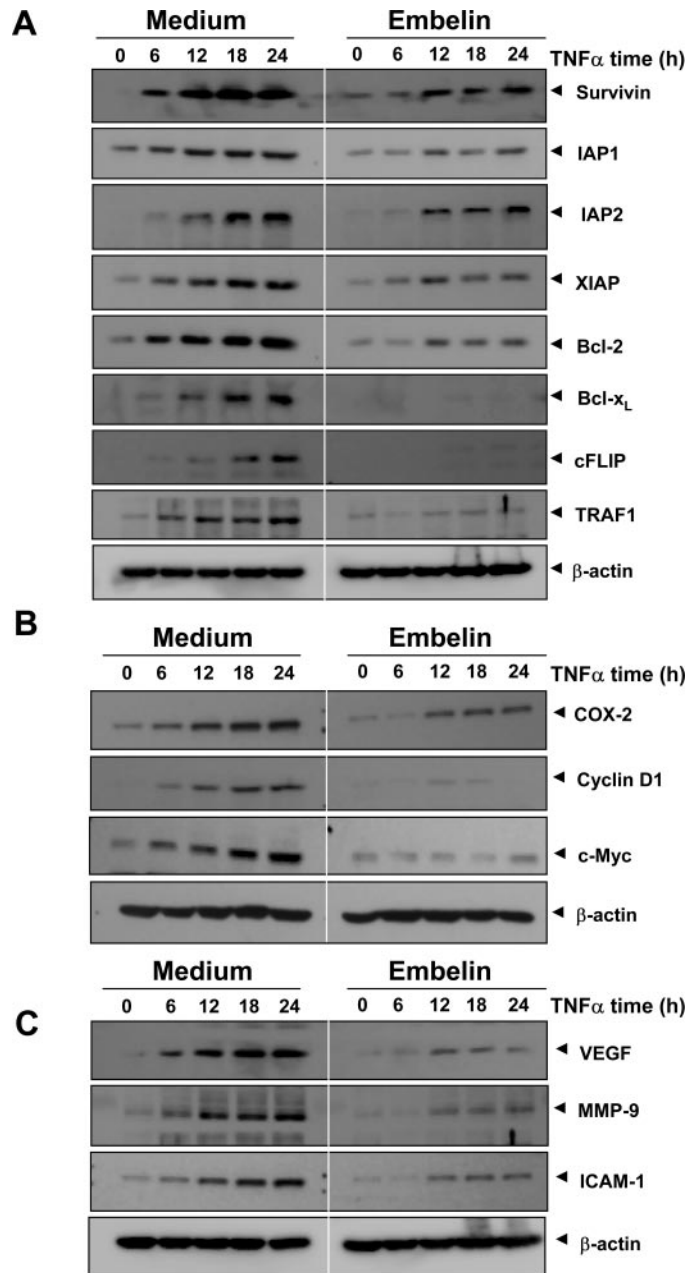 A
Medium Embelin
0 6 12 18 24 0 6 12 18 24 TNFα time (h)
Survivin
IAP1
IAP2
XIAP
Bcl-2
Bcl-xL
cFLIP
TRAF1
β-actin
B
Medium Embelin
0 6 12 18 24 0 6 12 18 24 TNFα time (h)
COX-2
Cyclin D1
c-Myc
β-actin
C
Medium Embelin
0 6 12 18 24 0 6 12 18 24 TNFα time (h)
VEGF
MMP-9
ICAM-1
β-actin